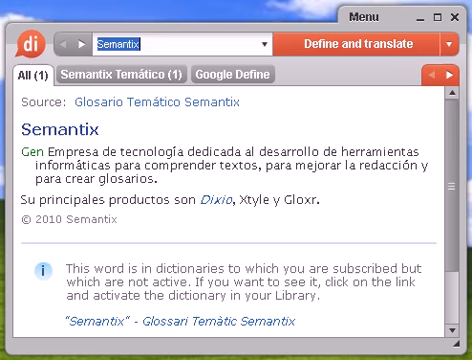 Menu
di
Semantix
Define and translate
All (1) Semantix Temático (1) Google Define
Source: Glosario Temático Semantix
Semantix
Gen Empresa de tecnología dedicada al desarrollo de herramientas
informáticas para comprender textos, para mejorar la redacción y
para crear glosarios.
Su principales productos son Dixio, Xtyle y Gloxr.
© 2010 Semantix
This word is in dictionaries to which you are subscribed but
which are not active. If you want to see it, click on the link
and activate the dictionary in your Library.
"Semantix" - Glossari Temàtic Semantix